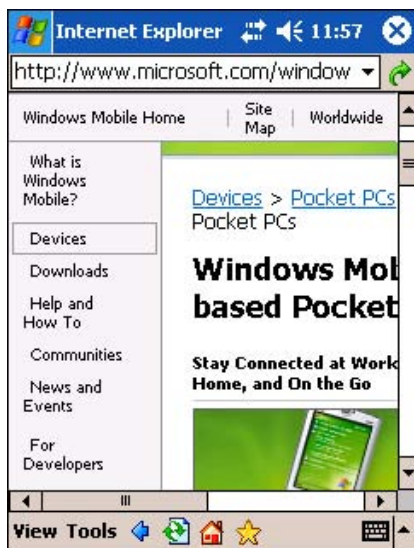 Internet Explorer 11:57
http://www.microsoft.com/window
Windows Mobile Home | Site Map | Worldwide
What is
Windows
Mobile?
Devices
Downloads
Help and
How To
Communities
News and
Events
For
Developers
Devices > Pocket PCs
Pocket PCs
Windows Mol
based Pocket
Stay Connected at Work
Home, and On the Go
View Tools